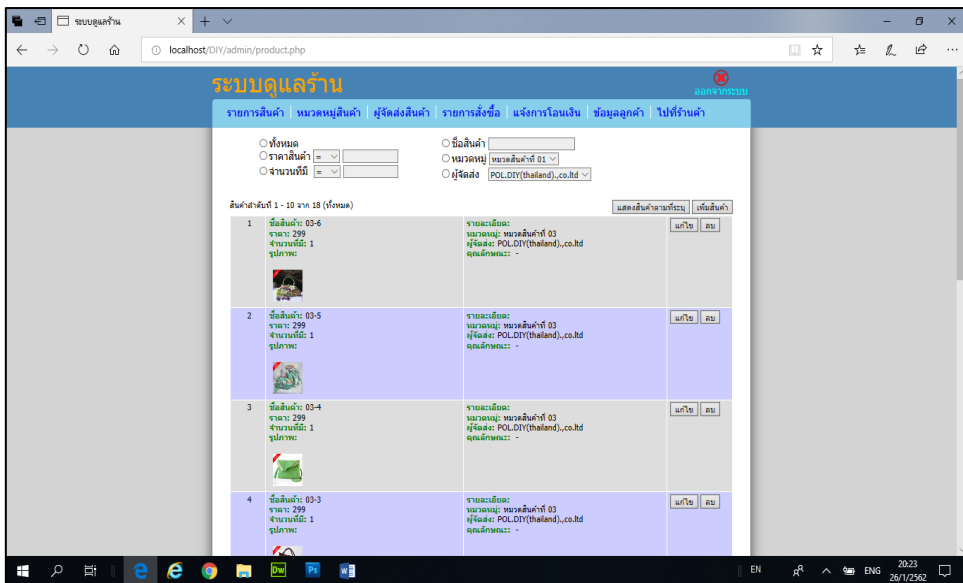 ระบบดูแลร้าน
localhost/DIY/admin/product.php
ระบบดูแลร้าน
ออกจากระบบ
รายการสินค้า หมวดหมู่สินค้า ผู้จัดส่งสินค้า รายการสั่งซื้อ แจ้งการโอนเงิน ข้อมูลลูกค้า ไปที่ร้านค้า
ทั้งหมด ชื่อสินค้า
ราคาสินค้า = หมวดหมู่ หมวดสินค้าที่ 01
จำนวนที่มี = ผู้จัดส่ง POL.DIY(thailand).,co.ltd
สินค้าลำดับที่ 1 - 10 จาก 18 (ทั้งหมด) แสดงสินค้าตามที่ระบุ เพิ่มสินค้า
1 ชื่อสินค้า: 03-6 รายละเอียด: แก้ไข ลบ
ราคา: 299 หมวดหมู่: หมวดสินค้าที่ 03
จำนวนที่มี: 1 ผู้จัดส่ง: POL.DIY(thailand).,co.ltd
รูปภาพ: คุณลักษณะ: -
2 ชื่อสินค้า: 03-5 รายละเอียด: แก้ไข ลบ
ราคา: 299 หมวดหมู่: หมวดสินค้าที่ 03
จำนวนที่มี: 1 ผู้จัดส่ง: POL.DIY(thailand).,co.ltd
รูปภาพ: คุณลักษณะ: -
3 ชื่อสินค้า: 03-4 รายละเอียด: แก้ไข ลบ
ราคา: 299 หมวดหมู่: หมวดสินค้าที่ 03
จำนวนที่มี: 1 ผู้จัดส่ง: POL.DIY(thailand).,co.ltd
รูปภาพ: คุณลักษณะ: -
4 ชื่อสินค้า: 03-3 รายละเอียด: แก้ไข ลบ
ราคา: 299 หมวดหมู่: หมวดสินค้าที่ 03
จำนวนที่มี: 1 ผู้จัดส่ง: POL.DIY(thailand).,co.ltd
รูปภาพ: คุณลักษณะ: -
Dw Ps EN ENG 20:23
26/1/2562